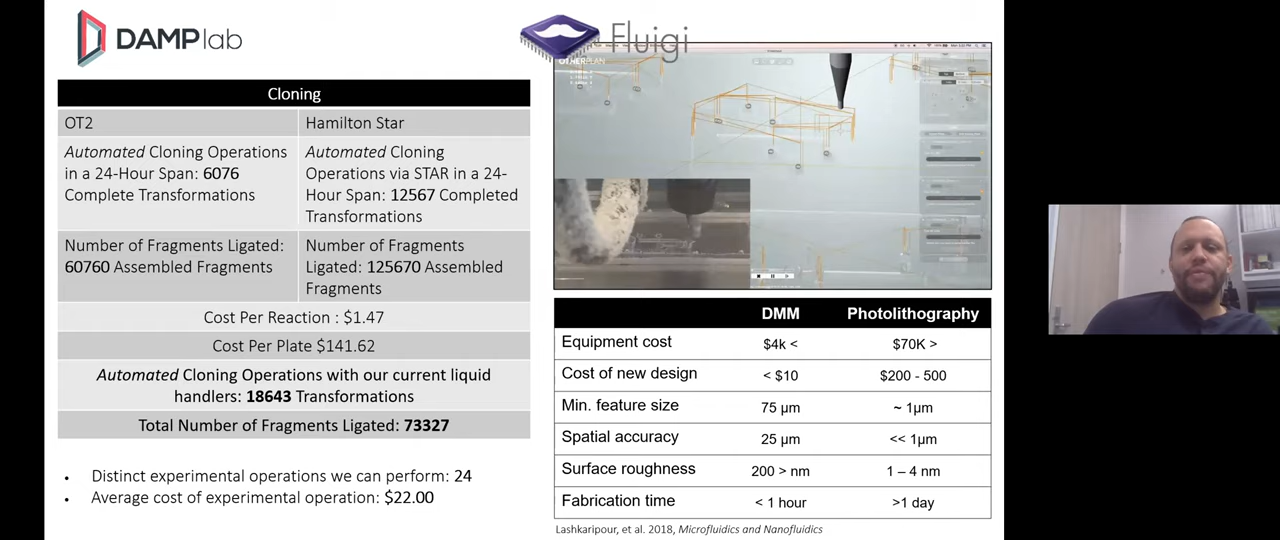 DAMPlab
Fluigi
OTHERPLAN
Cloning
OT2
Hamilton Star
Automated Cloning Operations
in a 24-Hour Span: 6076
Complete Transformations
Automated Cloning
Operations via STAR in a 24-
Hour Span: 12567 Completed
Transformations
Number of Fragments Ligated:
60760 Assembled Fragments
Number of Fragments
Ligated: 125670 Assembled
Fragments
Cost Per Reaction : $1.47
Cost Per Plate $141.62
Automated Cloning Operations with our current liquid
handlers: 18643 Transformations
Total Number of Fragments Ligated: 73327
• Distinct experimental operations we can perform: 24
• Average cost of experimental operation: $22.00
DMM Photolithography
Equipment cost $4k < $70K >
Cost of new design < $10 $200 - 500
Min. feature size 75 µm ~ 1µm
Spatial accuracy 25 µm << 1µm
Surface roughness 200 > nm 1 – 4 nm
Fabrication time < 1 hour >1 day
Lashkaripour, et al. 2018, Microfluidics and Nanofluidics